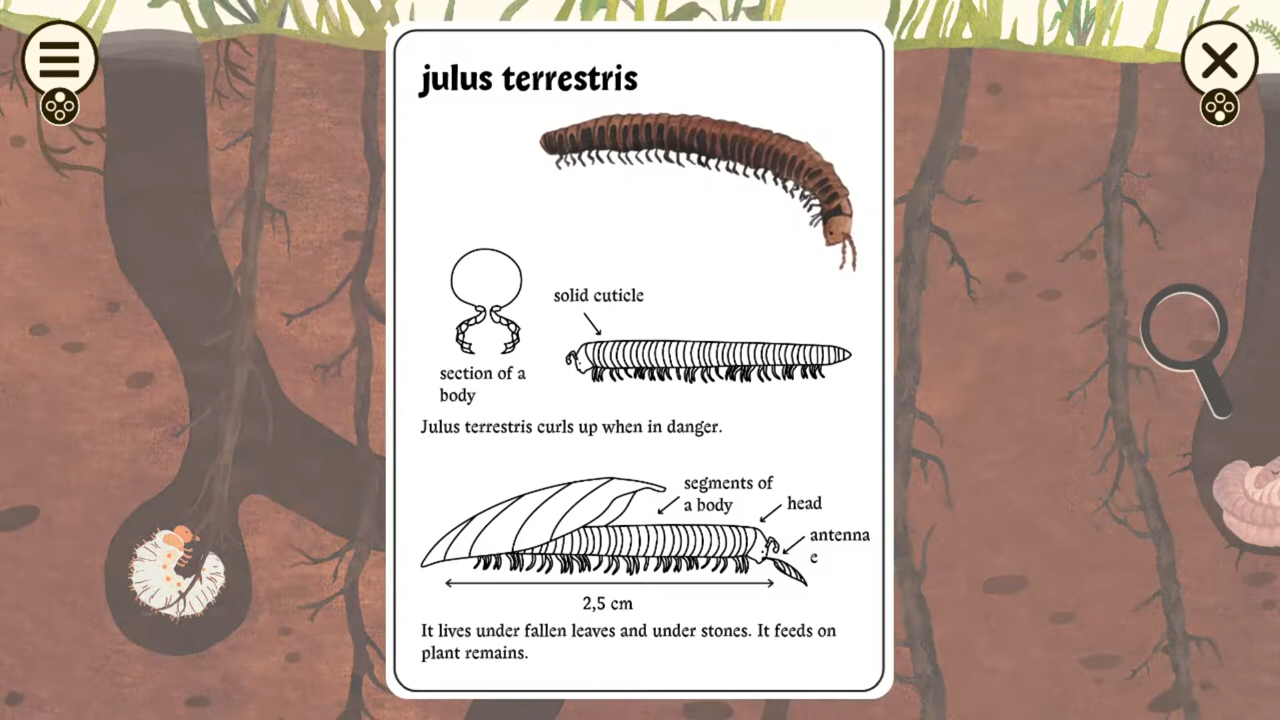 julus terrestris
solid cuticle
section of a
body
Julus terrestris curls up when in danger.
segments of
a body
head
antenna
e
2,5 cm
It lives under fallen leaves and under stones. It feeds on
plant remains.